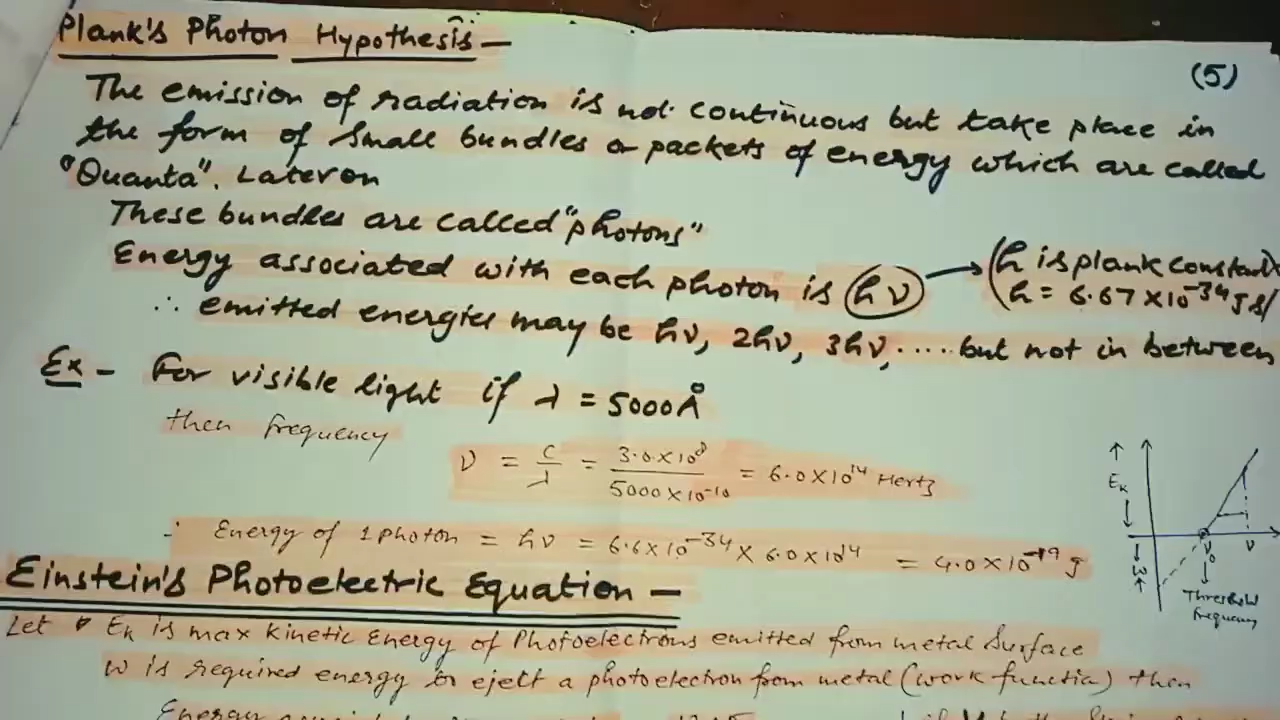 Plank's Photon Hypothesis —
(5)
The emission of radiation is not continuous but take place in
the form of small bundles or packets of energy which are called
"Quanta". Later on
These bundles are called "photons"
Energy associated with each photon is hν → (h is plank constant
(h = 6.67 × 10⁻³⁴ Js)
∴ emitted energies may be hν, 2hν, 3hν, ..... but not in between
Ex - For visible light if λ = 5000 Å
then frequency
ν = c/λ = 3.0×10⁸ / 5000×10⁻¹⁰ = 6.0×10¹⁴ Hertz
∴ Energy of 1 photon = hν = 6.6×10⁻³⁴ × 6.0×10¹⁴ = 4.0×10⁻¹⁹ J
Eₖ
W
ν₀
ν
Threshold
frequency
Einstein's Photoelectric Equation —
Let Eₖ is max kinetic Energy of Photoelectrons emitted from metal Surface
W is required energy to eject a photoelectron from metal (work function) then
Energy